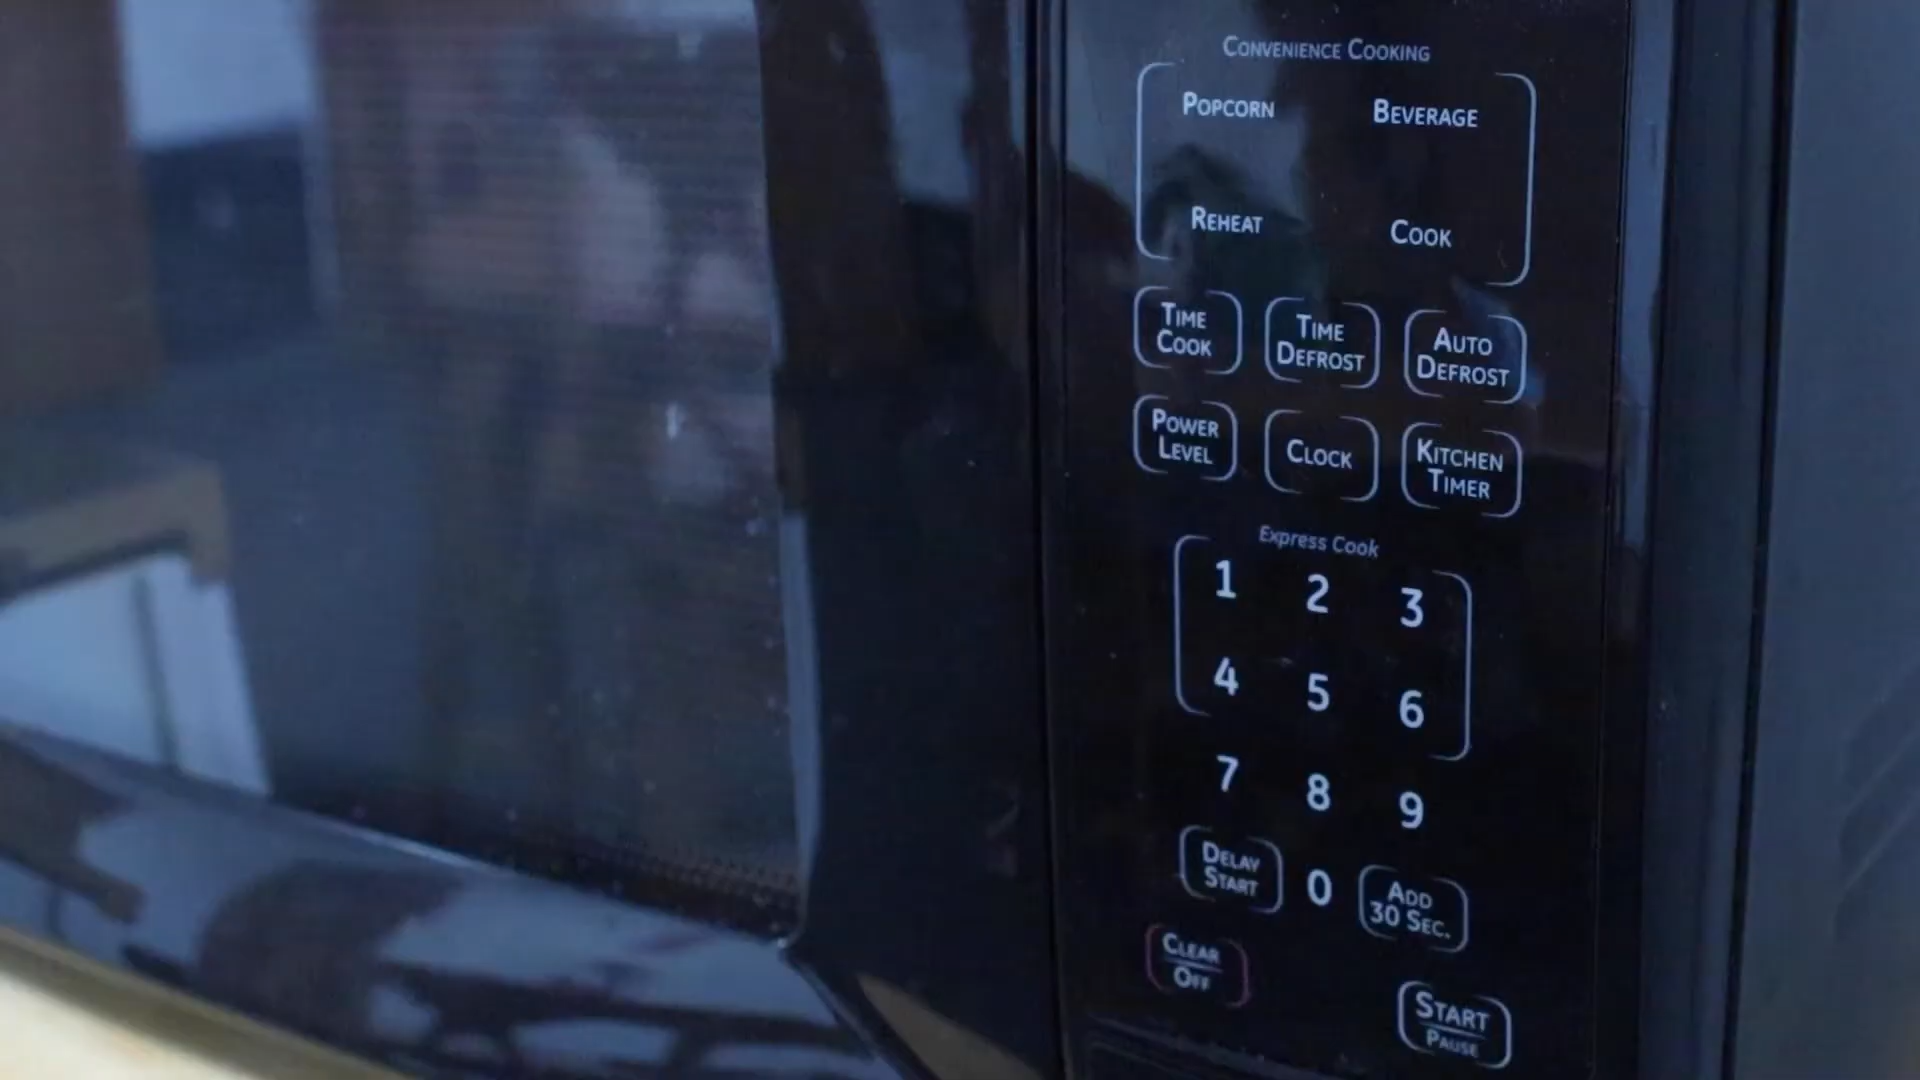 CONVENIENCE COOKING
POPCORN BEVERAGE
REHEAT COOK
TIME COOK
TIME DEFROST
AUTO DEFROST
POWER LEVEL
CLOCK
KITCHEN TIMER
Express Cook
1 2 3
4 5 6
7 8 9
DELAY START
0
ADD 30 SEC.
CLEAR OFF
START PAUSE